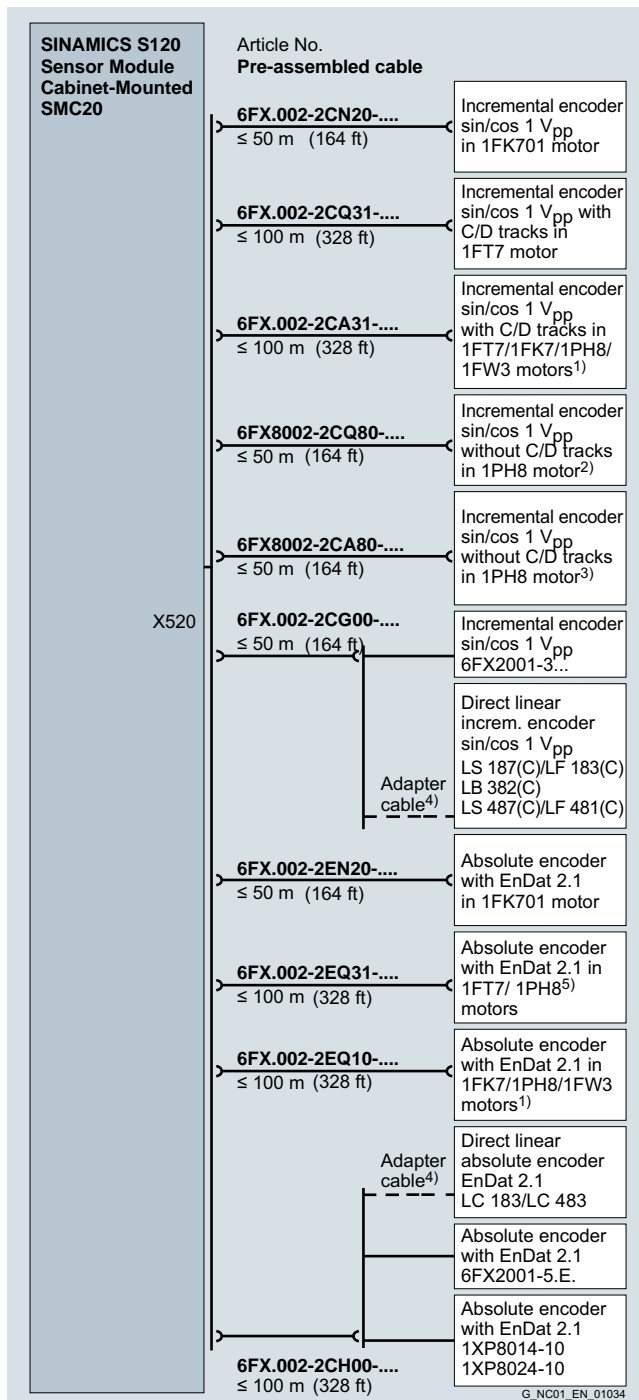 SINAMICS S120
Sensor Module
Cabinet-Mounted
SMC20
Article No.
Pre-assembled cable
6FX.002-2CN20-....
≤ 50 m (164 ft)
Incremental encoder
sin/cos 1 Vpp
in 1FK701 motor
6FX.002-2CQ31-....
≤ 100 m (328 ft)
Incremental encoder
sin/cos 1 Vpp with
C/D tracks in
1FT7 motor
6FX.002-2CA31-....
≤ 100 m (328 ft)
Incremental encoder
sin/cos 1 Vpp
with C/D tracks in
1FT7/1FK7/1PH8/
1FW3 motors1)
6FX8002-2CQ80-....
≤ 50 m (164 ft)
Incremental encoder
sin/cos 1 Vpp
without C/D tracks
in 1PH8 motor2)
6FX8002-2CA80-....
≤ 50 m (164 ft)
Incremental encoder
sin/cos 1 Vpp
without C/D tracks
in 1PH8 motor3)
X520
6FX.002-2CG00-....
≤ 50 m (164 ft)
Incremental encoder
sin/cos 1 Vpp
6FX2001-3...
Adapter
cable4)
Direct linear
increm. encoder
sin/cos 1 Vpp
LS 187(C)/LF 183(C)
LB 382(C)
LS 487(C)/LF 481(C)
6FX.002-2EN20-....
≤ 50 m (164 ft)
Absolute encoder
with EnDat 2.1
in 1FK701 motor
6FX.002-2EQ31-....
≤ 100 m (328 ft)
Absolute encoder
with EnDat 2.1 in
1FT7/ 1PH85)
motors
6FX.002-2EQ10-....
≤ 100 m (328 ft)
Absolute encoder
with EnDat 2.1 in
1FK7/1PH8/1FW3
motors1)
Adapter
cable4)
Direct linear
absolute encoder
EnDat 2.1
LC 183/LC 483
Absolute encoder
with EnDat 2.1
6FX2001-5.E.
Absolute encoder
with EnDat 2.1
1XP8014-10
1XP8024-10
6FX.002-2CH00-....
≤ 100 m (328 ft)
G_NC01_EN_01034